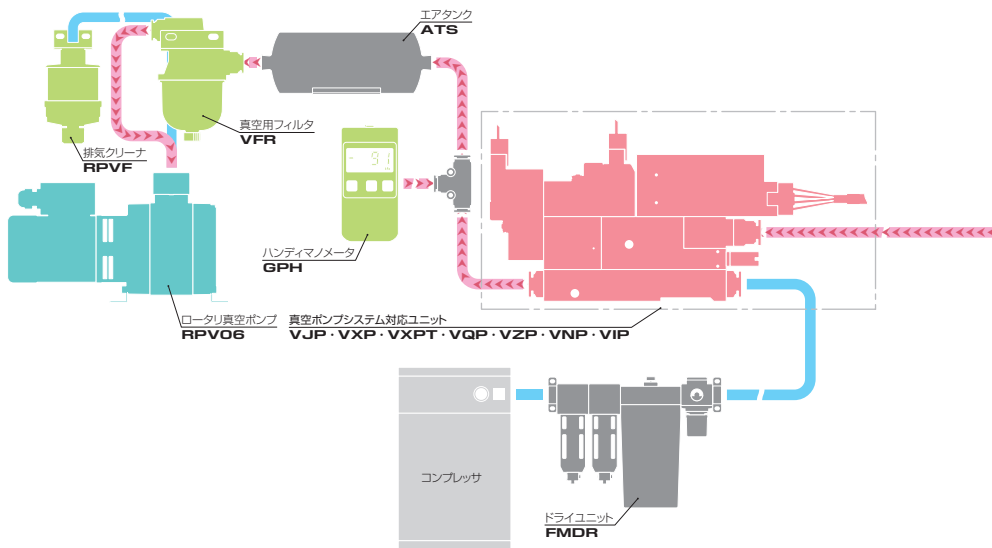 エアタンク
ATS
真空用フィルタ
VFR
排気クリーナ
RPVF
- 91
ハンディマノメータ
GPH
ロータリ真空ポンプ
RPV06
真空ポンプシステム対応ユニット
VJP・VXP・VXPT・VQP・VZP・VNP・VIP
コンプレッサ
ドライユニット
FMDR